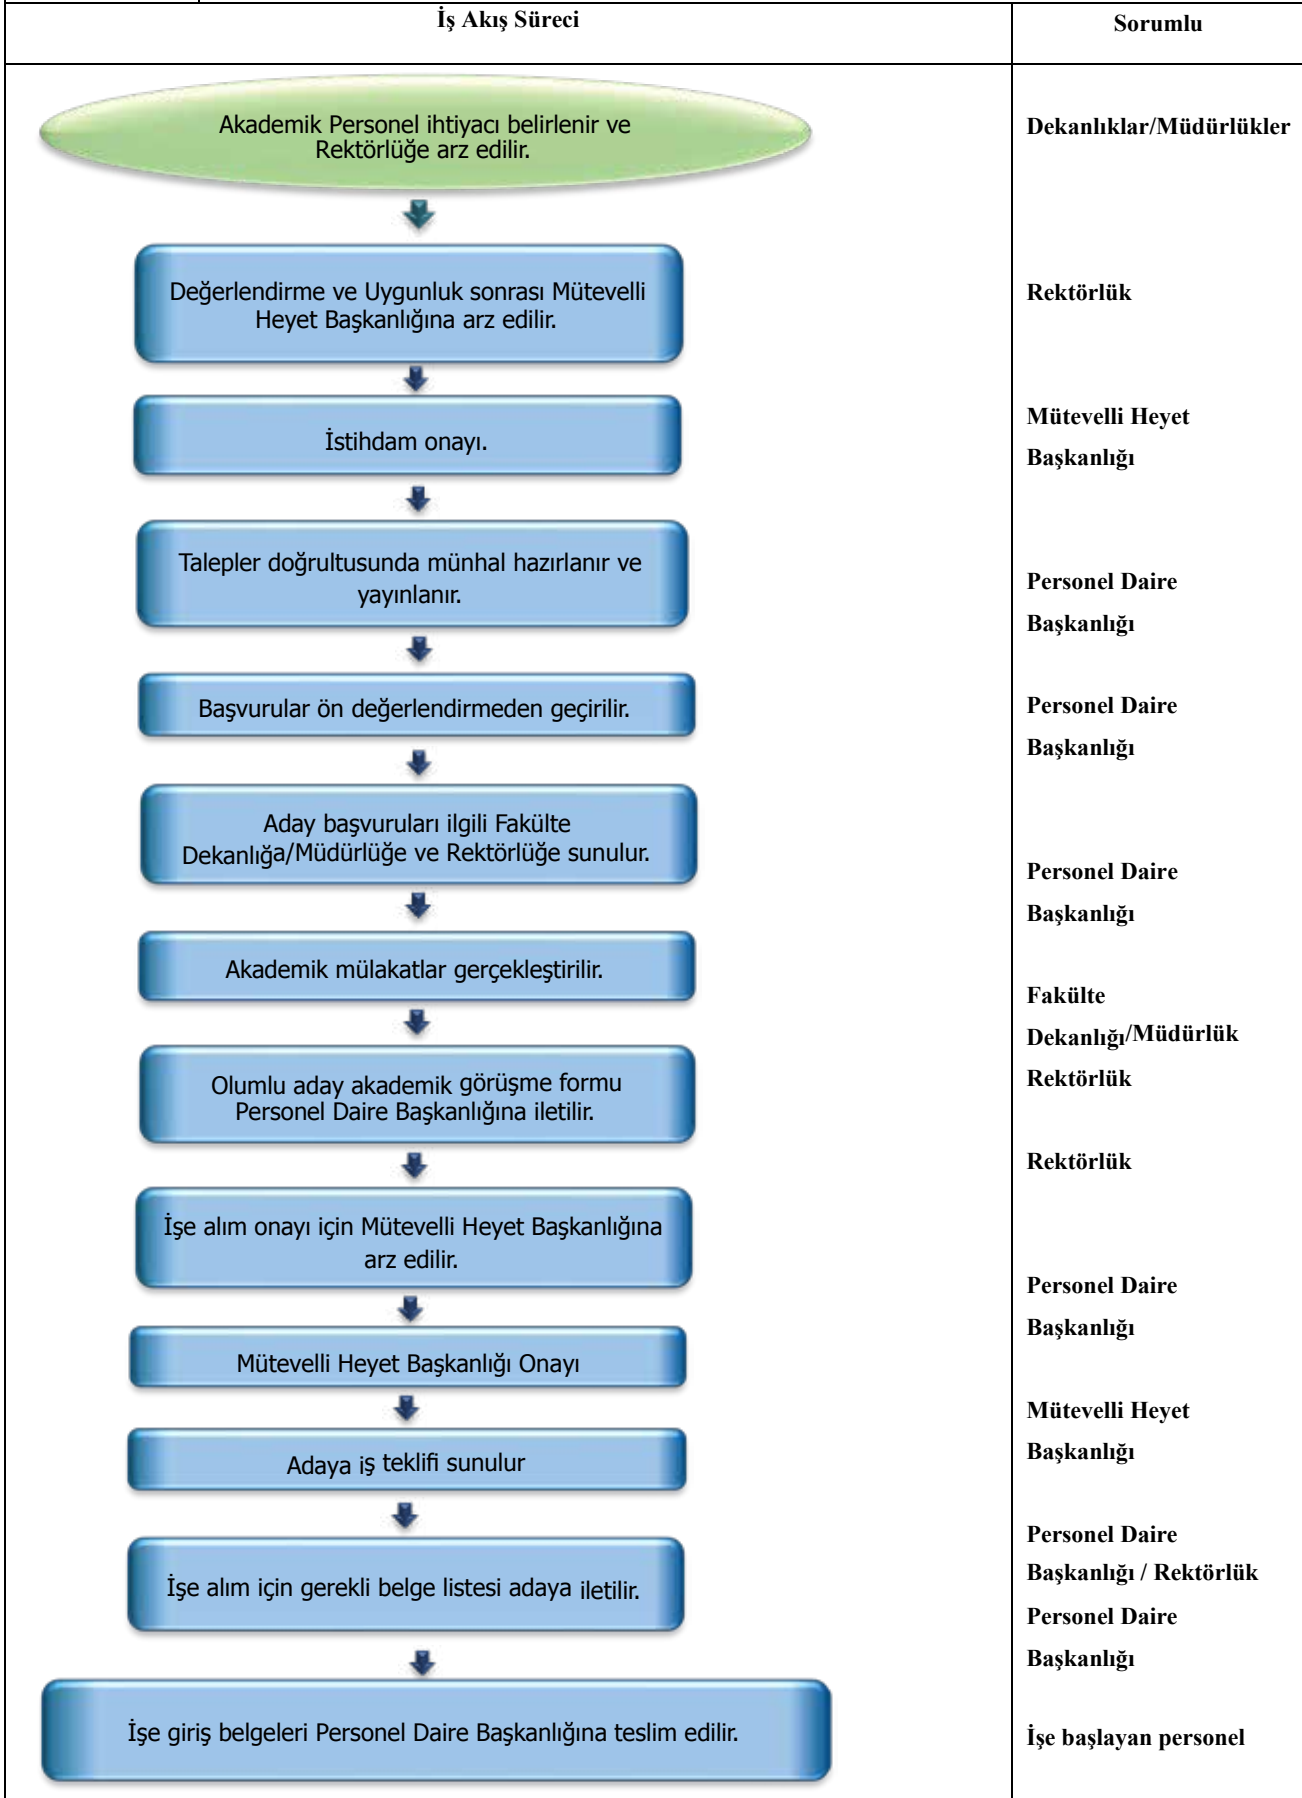 İş Akış Süreci
Sorumlu
Akademik Personel ihtiyacı belirlenir ve
Rektörlüğe arz edilir.
Dekanlıklar/Müdürlükler
Değerlendirme ve Uygunluk sonrası Mütevelli
Heyet Başkanlığına arz edilir.
Rektörlük
İstihdam onayı.
Mütevelli Heyet
Başkanlığı
Talepler doğrultusunda münhal hazırlanır ve
yayınlanır.
Personel Daire
Başkanlığı
Başvurular ön değerlendirmeden geçirilir.
Personel Daire
Başkanlığı
Aday başvuruları ilgili Fakülte
Dekanlığa/Müdürlüğe ve Rektörlüğe sunulur.
Personel Daire
Başkanlığı
Akademik mülakatlar gerçekleştirilir.
Fakülte
Dekanlığı/Müdürlük
Rektörlük
Olumlu aday akademik görüşme formu
Personel Daire Başkanlığına iletilir.
Rektörlük
İşe alım onayı için Mütevelli Heyet Başkanlığına
arz edilir.
Personel Daire
Başkanlığı
Mütevelli Heyet Başkanlığı Onayı
Mütevelli Heyet
Başkanlığı
Adaya iş teklifi sunulur
Personel Daire
Başkanlığı / Rektörlük
İşe alım için gerekli belge listesi adaya iletilir.
Personel Daire
Başkanlığı
İşe giriş belgeleri Personel Daire Başkanlığına teslim edilir.
İşe başlayan personel